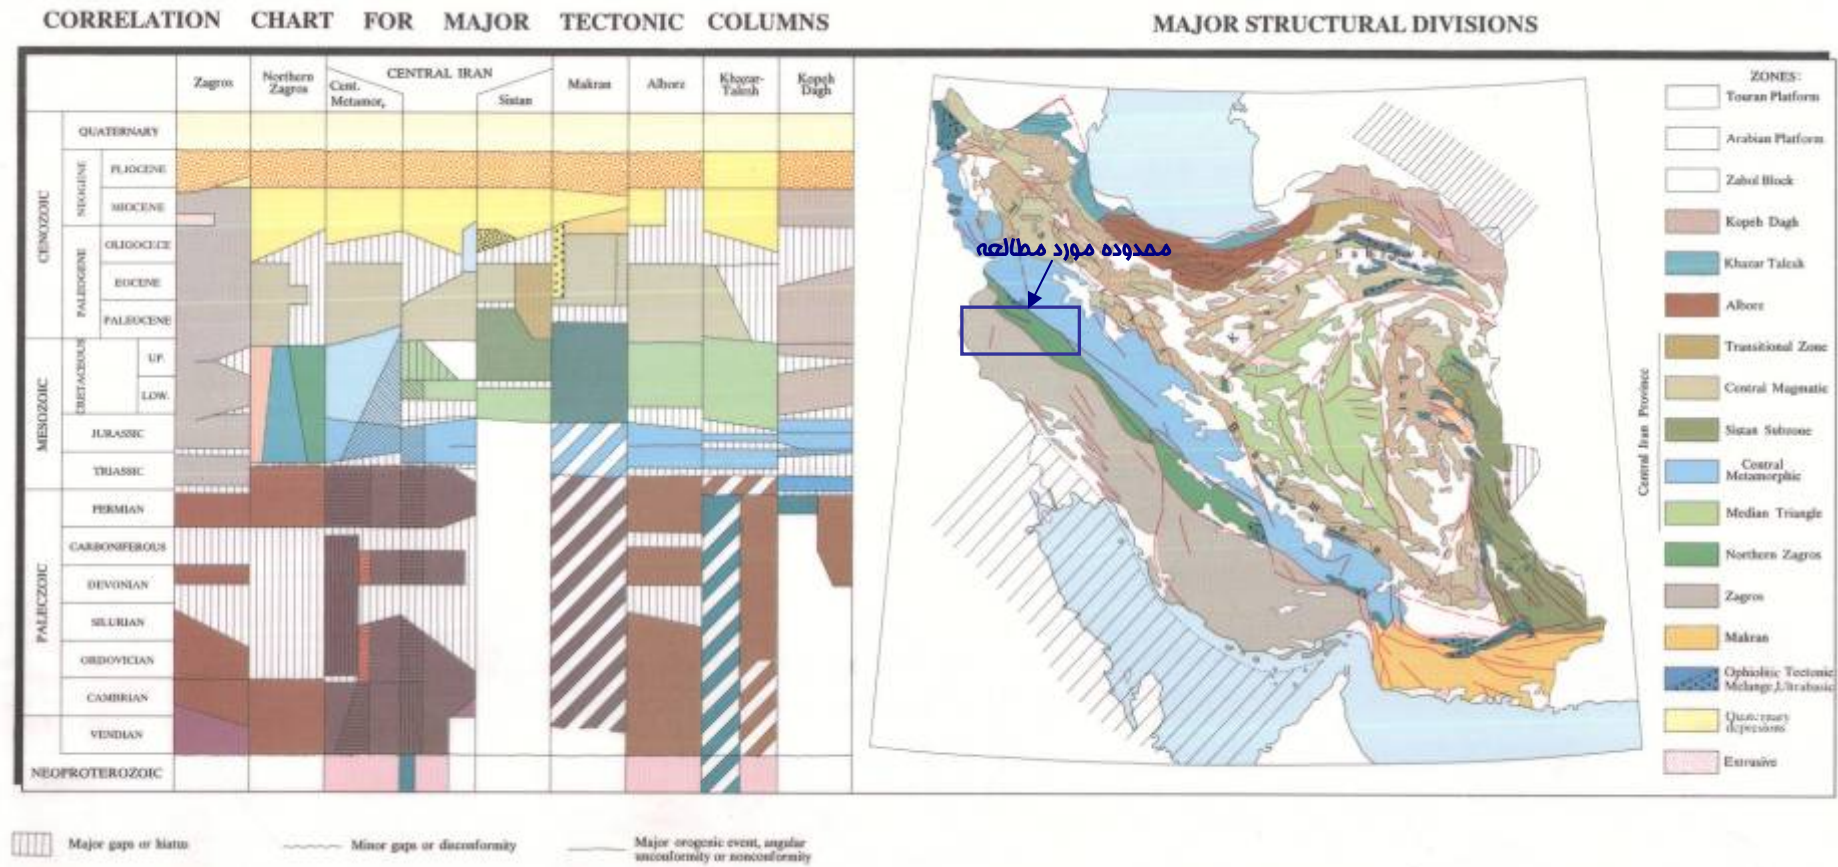 CORRELATION CHART FOR MAJOR TECTONIC COLUMNS
MAJOR STRUCTURAL DIVISIONS
Zagros
Northern
Zagros
CENTRAL IRAN
Cent.
Metamor,
Sistan
Makran
Alborz
Khazar-
Talesh
Kopeh
Dagh
CENOZOIC
NEOGENE
PALEOGENE
QUATERNARY
PLIOCENE
MIOCENE
OLIGOCECE
EOCENE
PALEOCENE
MESOZOIC
CRETACEOUS
UP.
LOW.
JURASSIC
TRIASSIC
PALECZOIC
PERMIAN
CARBONIFEROUS
DEVONIAN
SILURIAN
ORDOVICIAN
CAMBRIAN
VENDIAN
NEOPROTEROZOIC
Major gaps or hiatus
Minor gaps or disconformity
Major orogenic event, angular
unconformity or nonconformity
محدوده مورد مطالعه
ZONES:
Touran Platform
Arabian Platform
Zabol Block
Kopeh Dagh
Khazar Talesh
Alborz
Central Iran Province
Transitional Zone
Central Magmatic
Sistan Subzone
Central
Metamorphic
Median Triangle
Northern Zagros
Zagros
Makran
Ophiolitic Tectonic
Melange,Ultrabasic
Quaternary
depressions
Extrusive